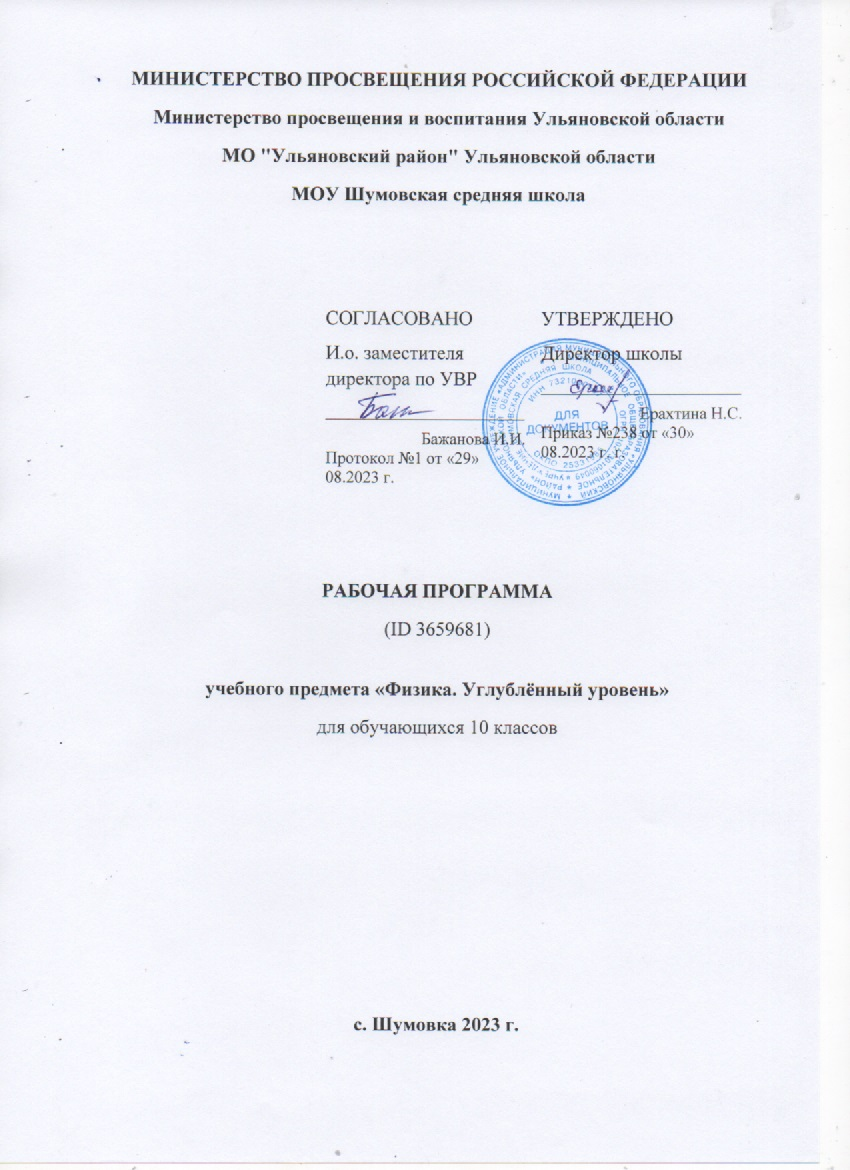 МИНИСТЕРСТВО ПРОСВЕЩЕНИЯ РОССИЙСКОЙ ФЕДЕРАЦИИ
Министерство просвещения и воспитания Ульяновской области
МО "Ульяновский район" Ульяновской области
МОУ Шумовская средняя школа
СОГЛАСОВАНО
И.о. заместителя
директора по УВР
Бажанова И.И.
Протокол №1 от «29»
08.2023 г.
УТВЕРЖДЕНО
Директор школы
Ерахтина Н.С.
Приказ №238 от «30»
08.2023 г. г.
ДЛЯ
ДОКУМЕНТОВ
РАБОЧАЯ ПРОГРАММА
(ID 3659681)
учебного предмета «Физика. Углублённый уровень»
для обучающихся 10 классов
с. Шумовка 2023 г.